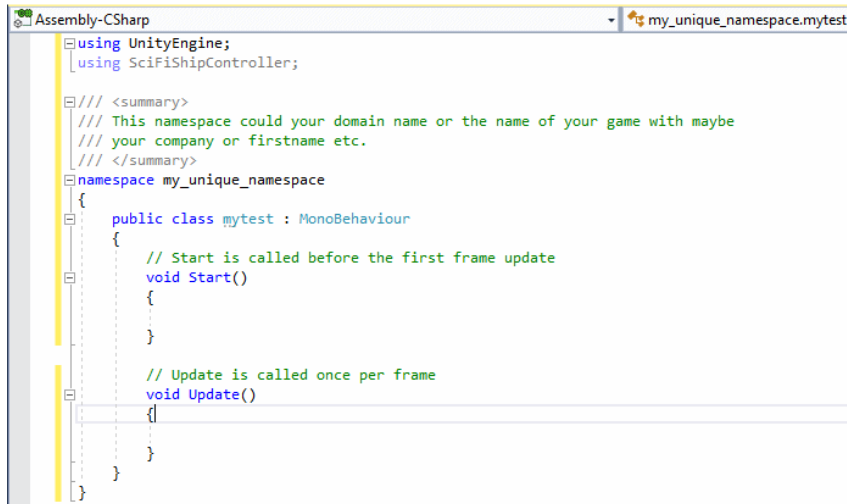 Assembly-CSharp
my_unique_namespace.mytest
using UnityEngine;
using SciFiShipController;
/// <summary>
/// This namespace could your domain name or the name of your game with maybe
/// your company or firstname etc.
/// </summary>
namespace my_unique_namespace
{
public class mytest : MonoBehaviour
{
// Start is called before the first frame update
void Start()
{
}
// Update is called once per frame
void Update()
{
}
}
}